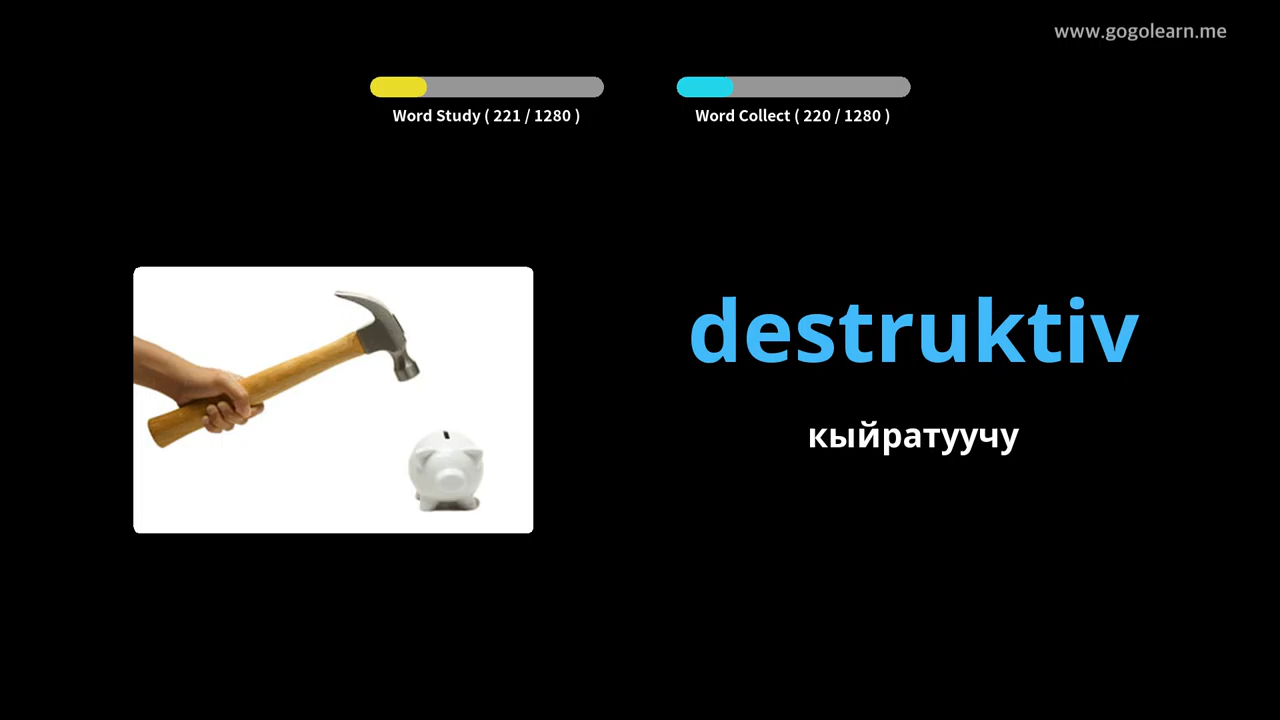 www.gogolearn.me
Word Study ( 221 / 1280 )
Word Collect ( 220 / 1280 )
destruktiv
кыйратуучу